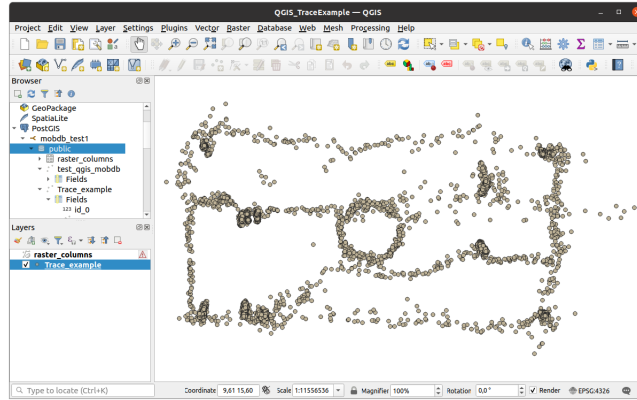 QGIS_TraceExample — QGIS
Project Edit View Layer Settings Plugins Vector Raster Database Web Mesh Processing Help
Browser
GeoPackage
SpatiaLite
PostGIS
mobdb_test1
public
raster_columns
test_qgis_mobdb
Fields
Trace_example
Fields
123 id_0
Layers
raster_columns
Trace_example
Type to locate (Ctrl+K) Coordinate 9,61 15,60 Scale 1:11556536 Magnifier 100% Rotation 0,0 ° Render EPSG:4326